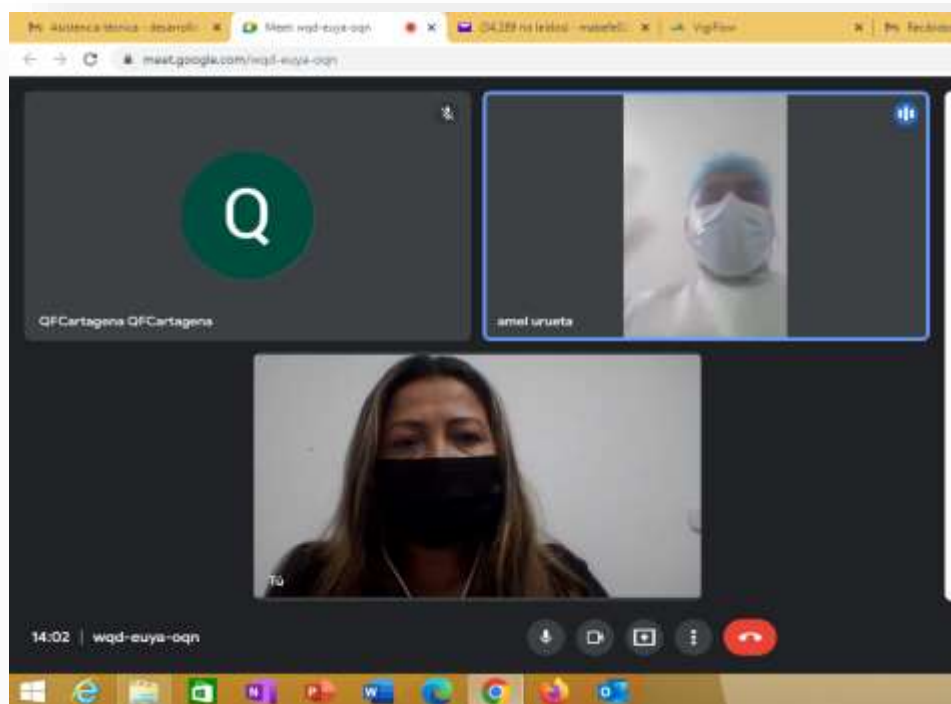 Meet wqd-euya-oqn
VigiFlow
meet.google.com/wqd-euya-oqn
Q
QFCartagena QFCartagena
amel urueta
Tú
14:02 | wqd-euya-oqn